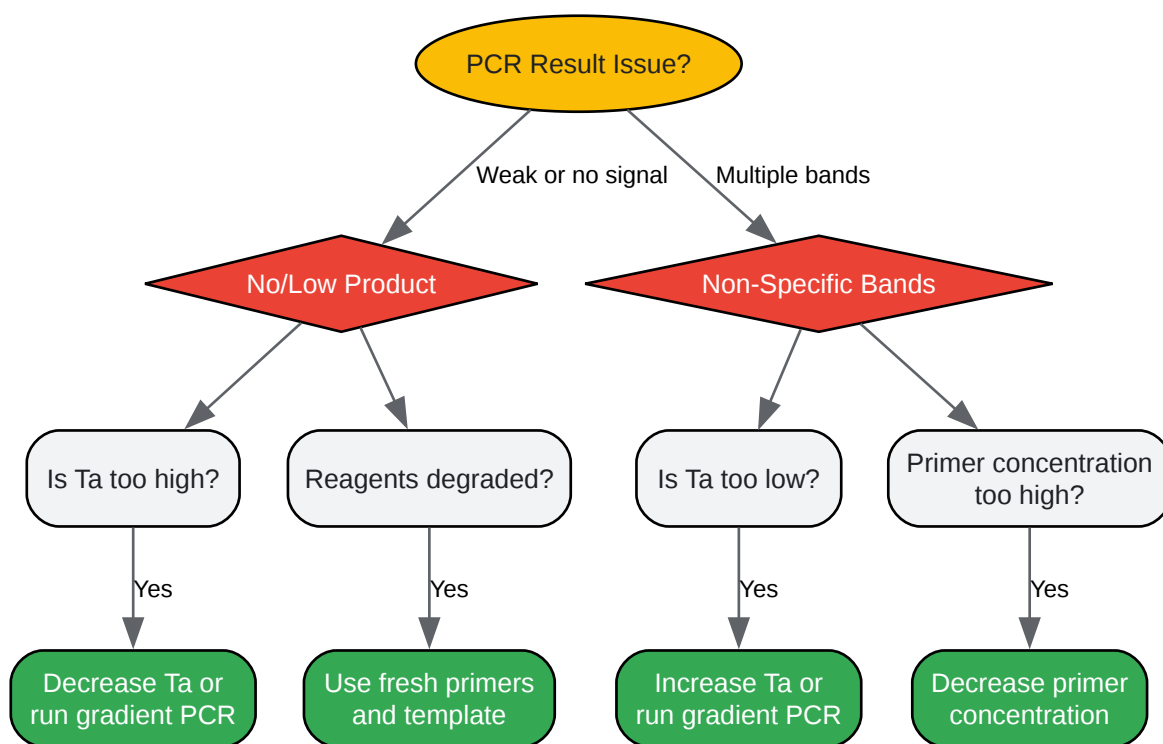 PCR Result Issue?
Weak or no signal
Multiple bands
No/Low Product
Non-Specific Bands
Is Ta too high?
Reagents degraded?
Is Ta too low?
Primer concentration
too high?
Yes
Yes
Yes
Yes
Decrease Ta or
run gradient PCR
Use fresh primers
and template
Increase Ta or
run gradient PCR
Decrease primer
concentration